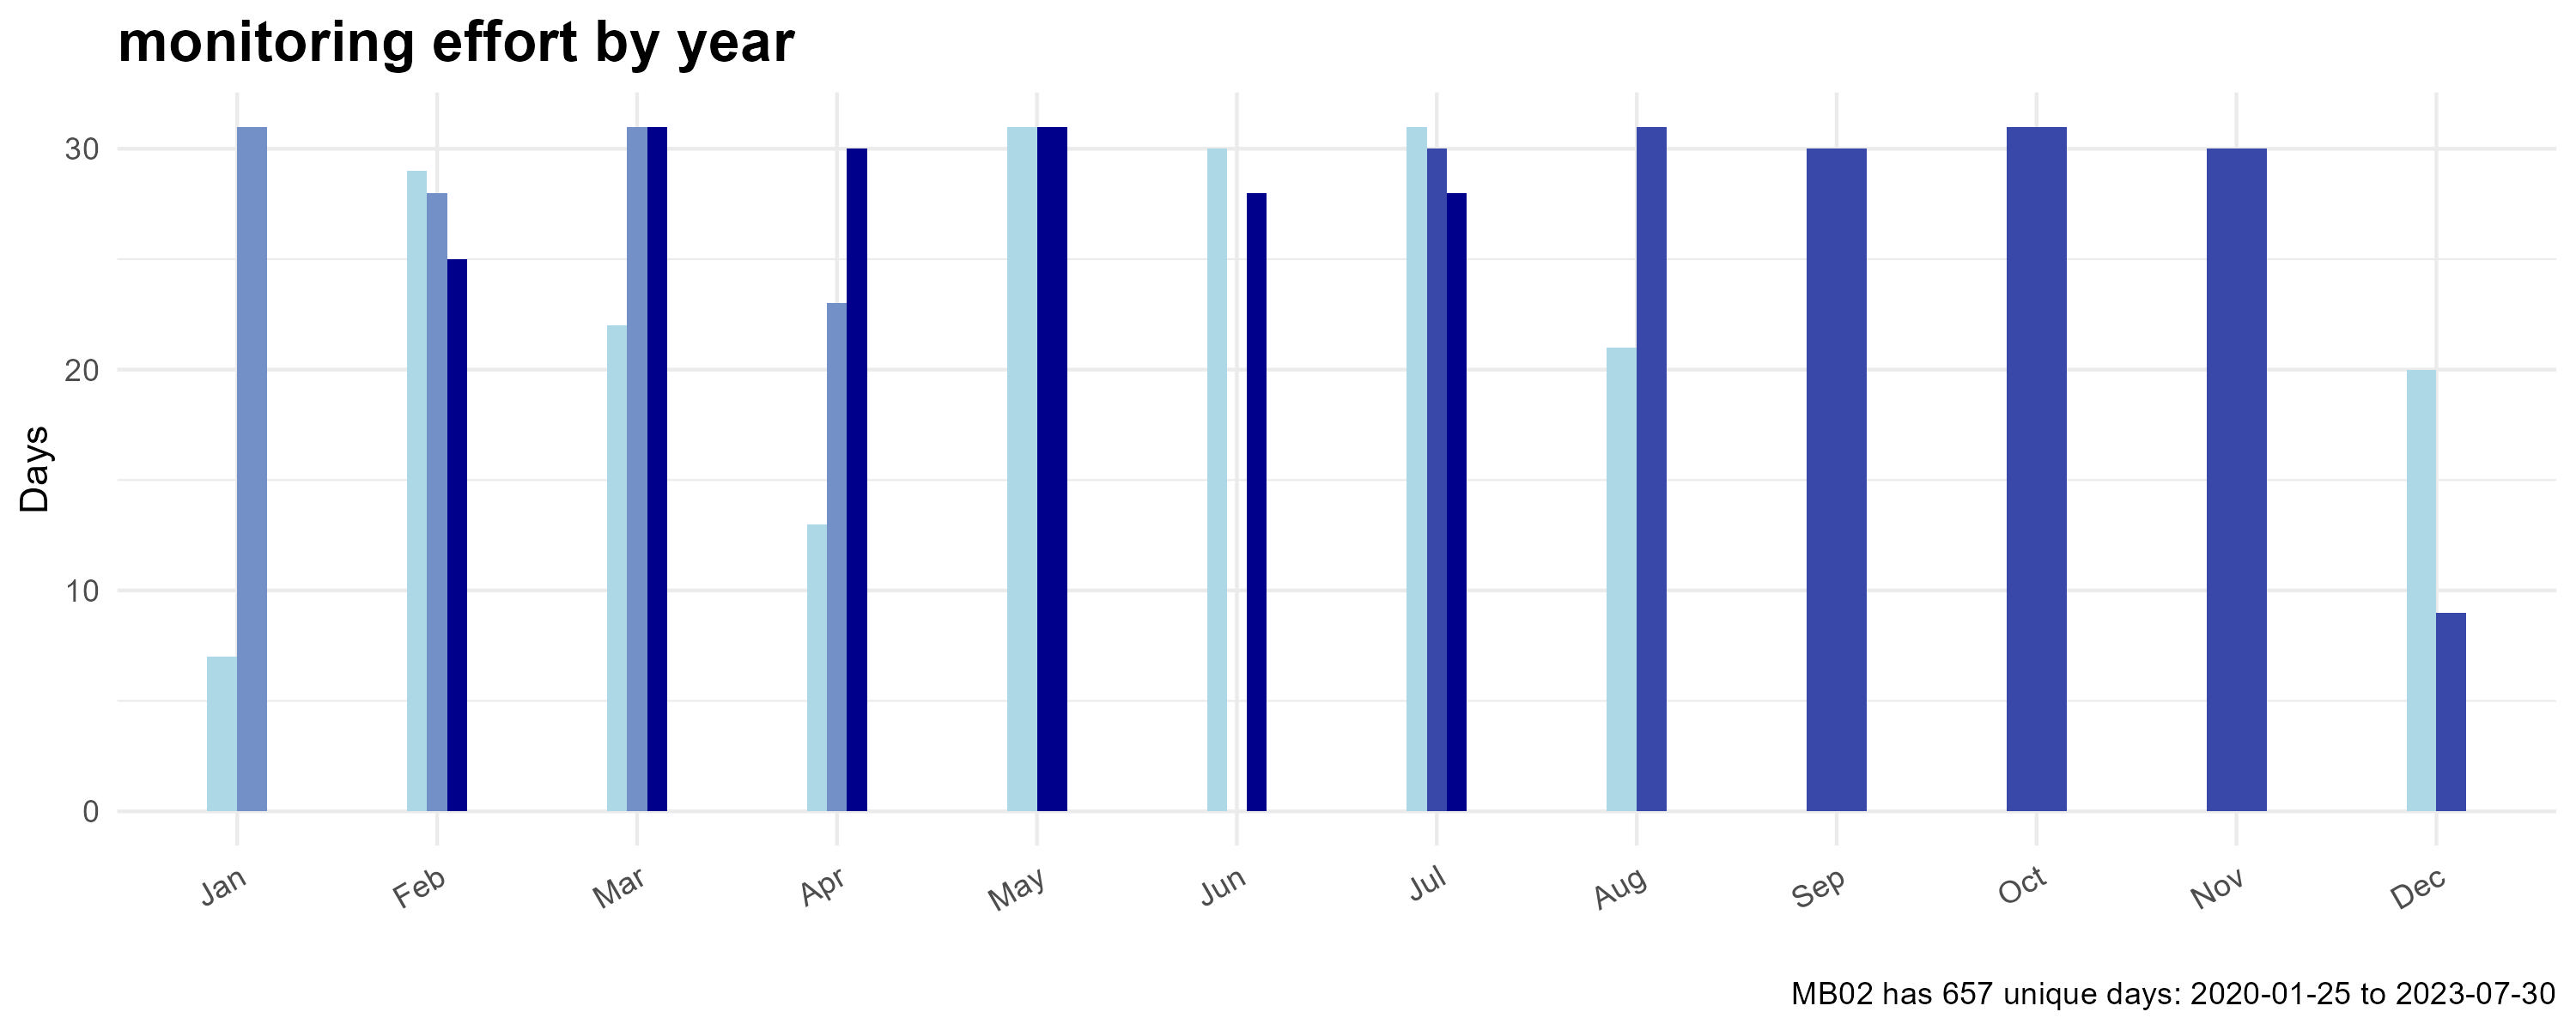 monitoring effort by year
Days
30
20
10
0
Jan Feb Mar Apr May Jun Jul Aug Sep Oct Nov Dec
MB02 has 657 unique days: 2020-01-25 to 2023-07-30